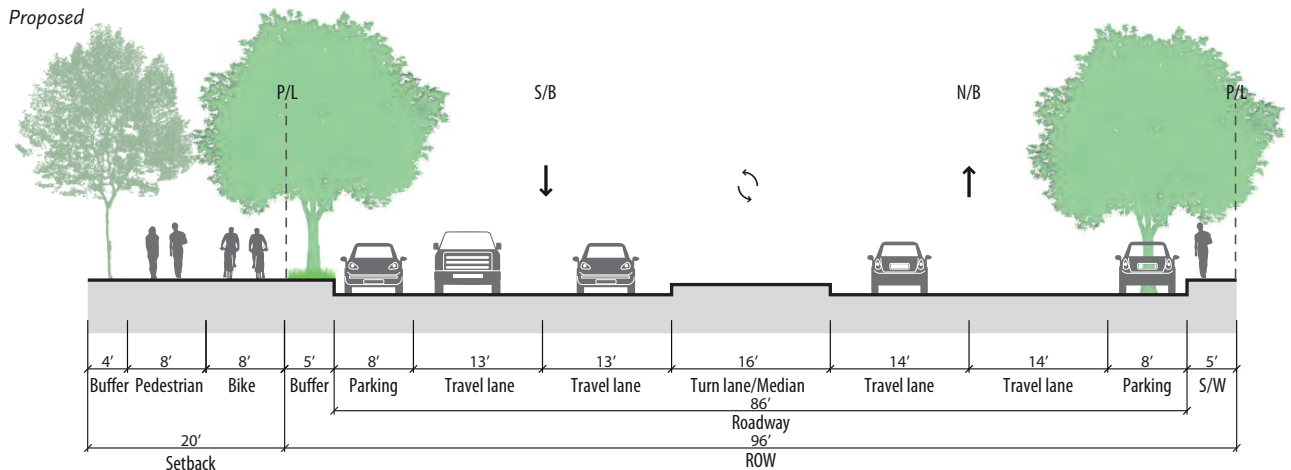 Proposed
P/L S/B N/B P/L
4’ 8’ 8’ 5’ 8’ 13’ 13’ 16’ 14’ 14’ 8’ 5’
Buffer Pedestrian Bike Buffer Parking Travel lane Travel lane Turn lane/Median Travel lane Travel lane Parking S/W
86’
Roadway
20’ 96’
Setback ROW